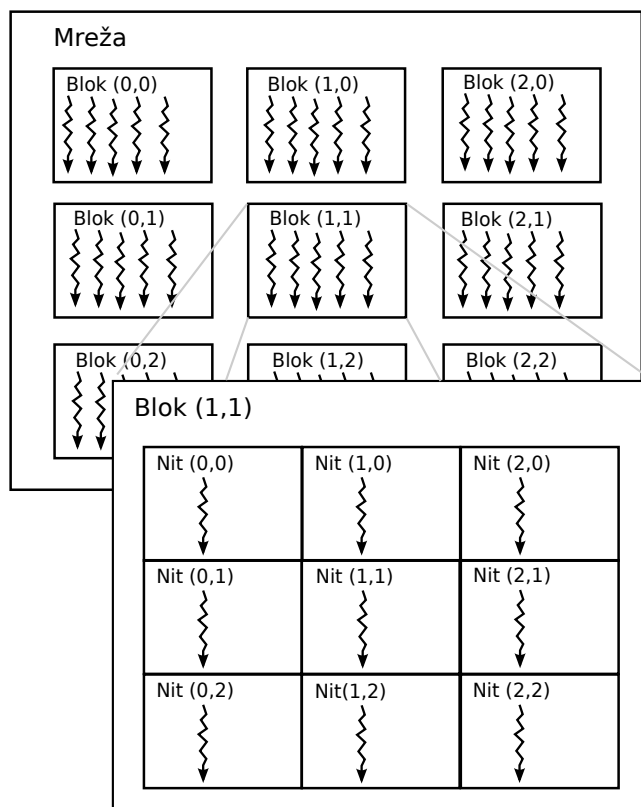 Mreža
Blok (0,0)
Blok (1,0)
Blok (2,0)
Blok (0,1)
Blok (1,1)
Blok (2,1)
Blok (0,2)
Blok (1,2)
Blok (2,2)
Blok (1,1)
Nit (0,0)
Nit (1,0)
Nit (2,0)
Nit (0,1)
Nit (1,1)
Nit (2,1)
Nit (0,2)
Nit(1,2)
Nit (2,2)